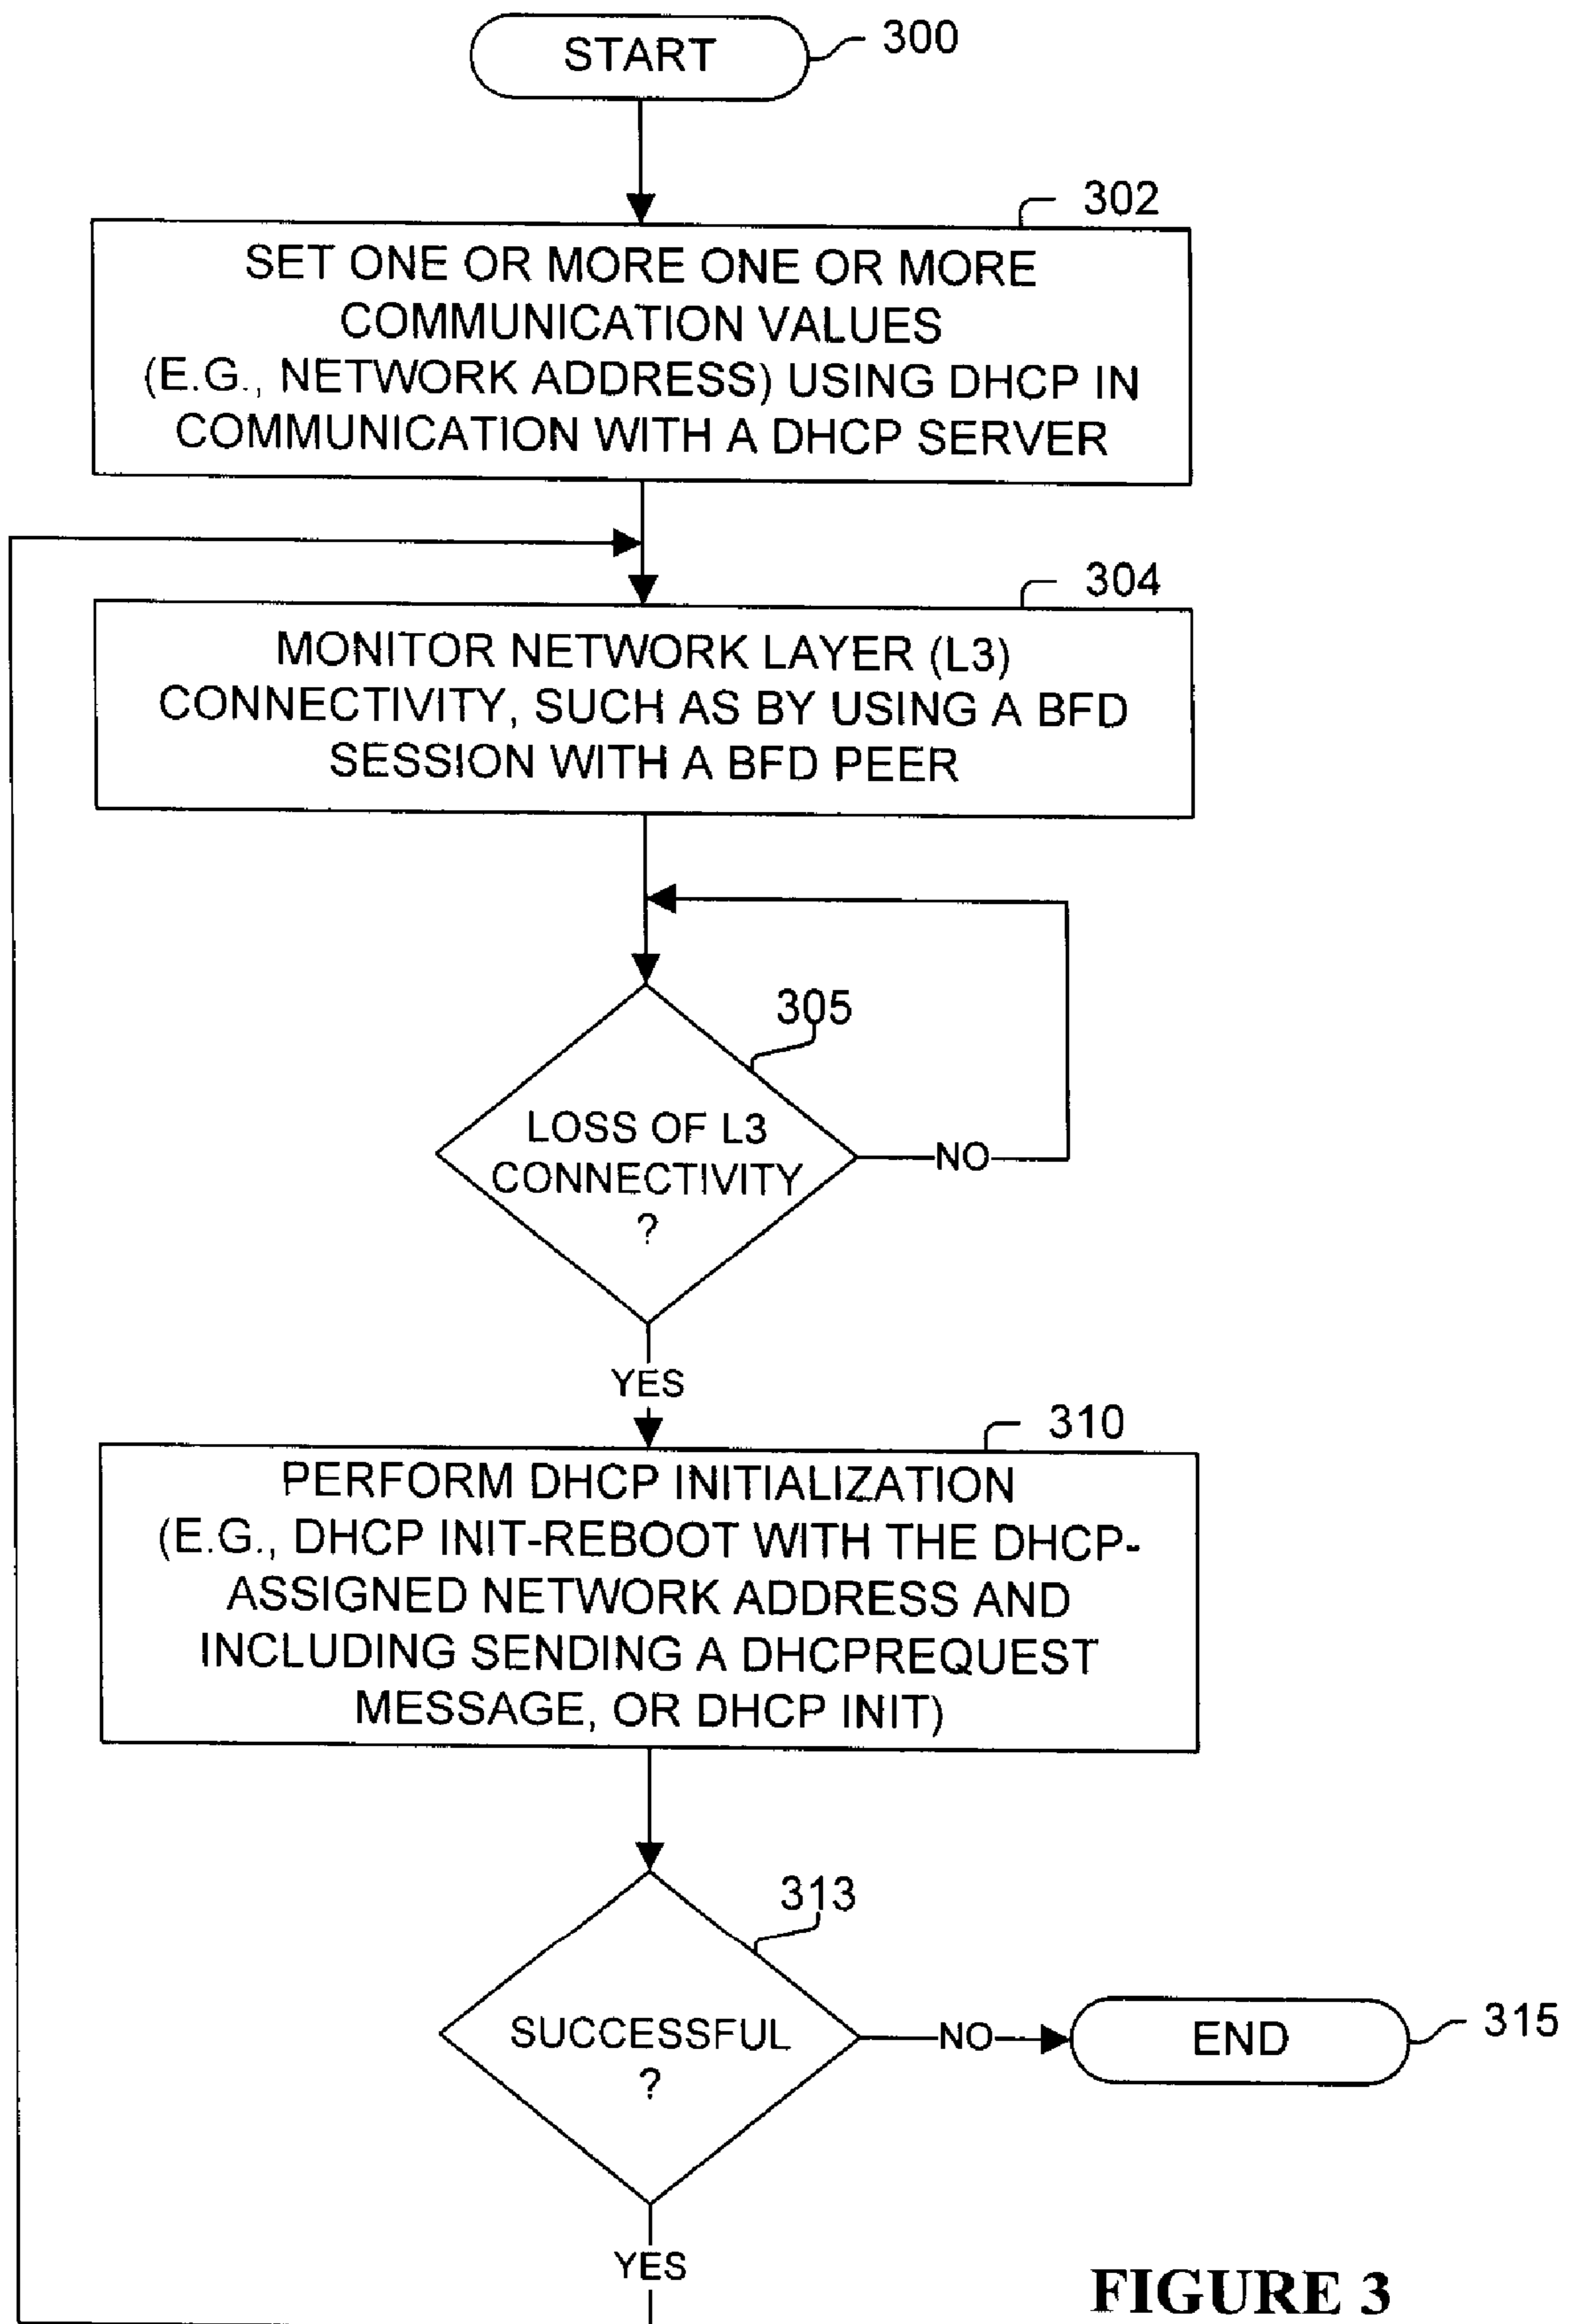 START
300
302
SET ONE OR MORE ONE OR MORE
COMMUNICATION VALUES
(E.G., NETWORK ADDRESS) USING DHCP IN
COMMUNICATION WITH A DHCP SERVER
304
MONITOR NETWORK LAYER (L3)
CONNECTIVITY, SUCH AS BY USING A BFD
SESSION WITH A BFD PEER
305
LOSS OF L3
CONNECTIVITY
?
NO
YES
310
PERFORM DHCP INITIALIZATION
(E.G., DHCP INIT-REBOOT WITH THE DHCP-
ASSIGNED NETWORK ADDRESS AND
INCLUDING SENDING A DHCPREQUEST
MESSAGE, OR DHCP INIT)
313
SUCCESSFUL
?
NO
END
315
YES
FIGURE 3